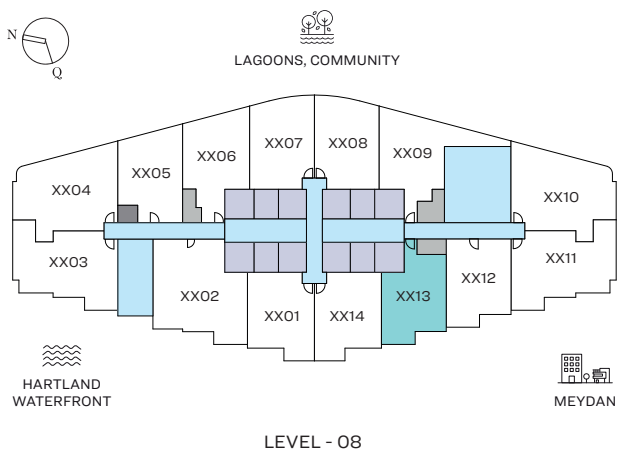 N
Q
LAGOONS, COMMUNITY
XX07
XX08
XX06
XX09
XX05
XX04
XX10
XX03
XX11
XX12
XX02
XX13
XX01
XX14
HARTLAND
WATERFRONT
MEYDAN
LEVEL - 08